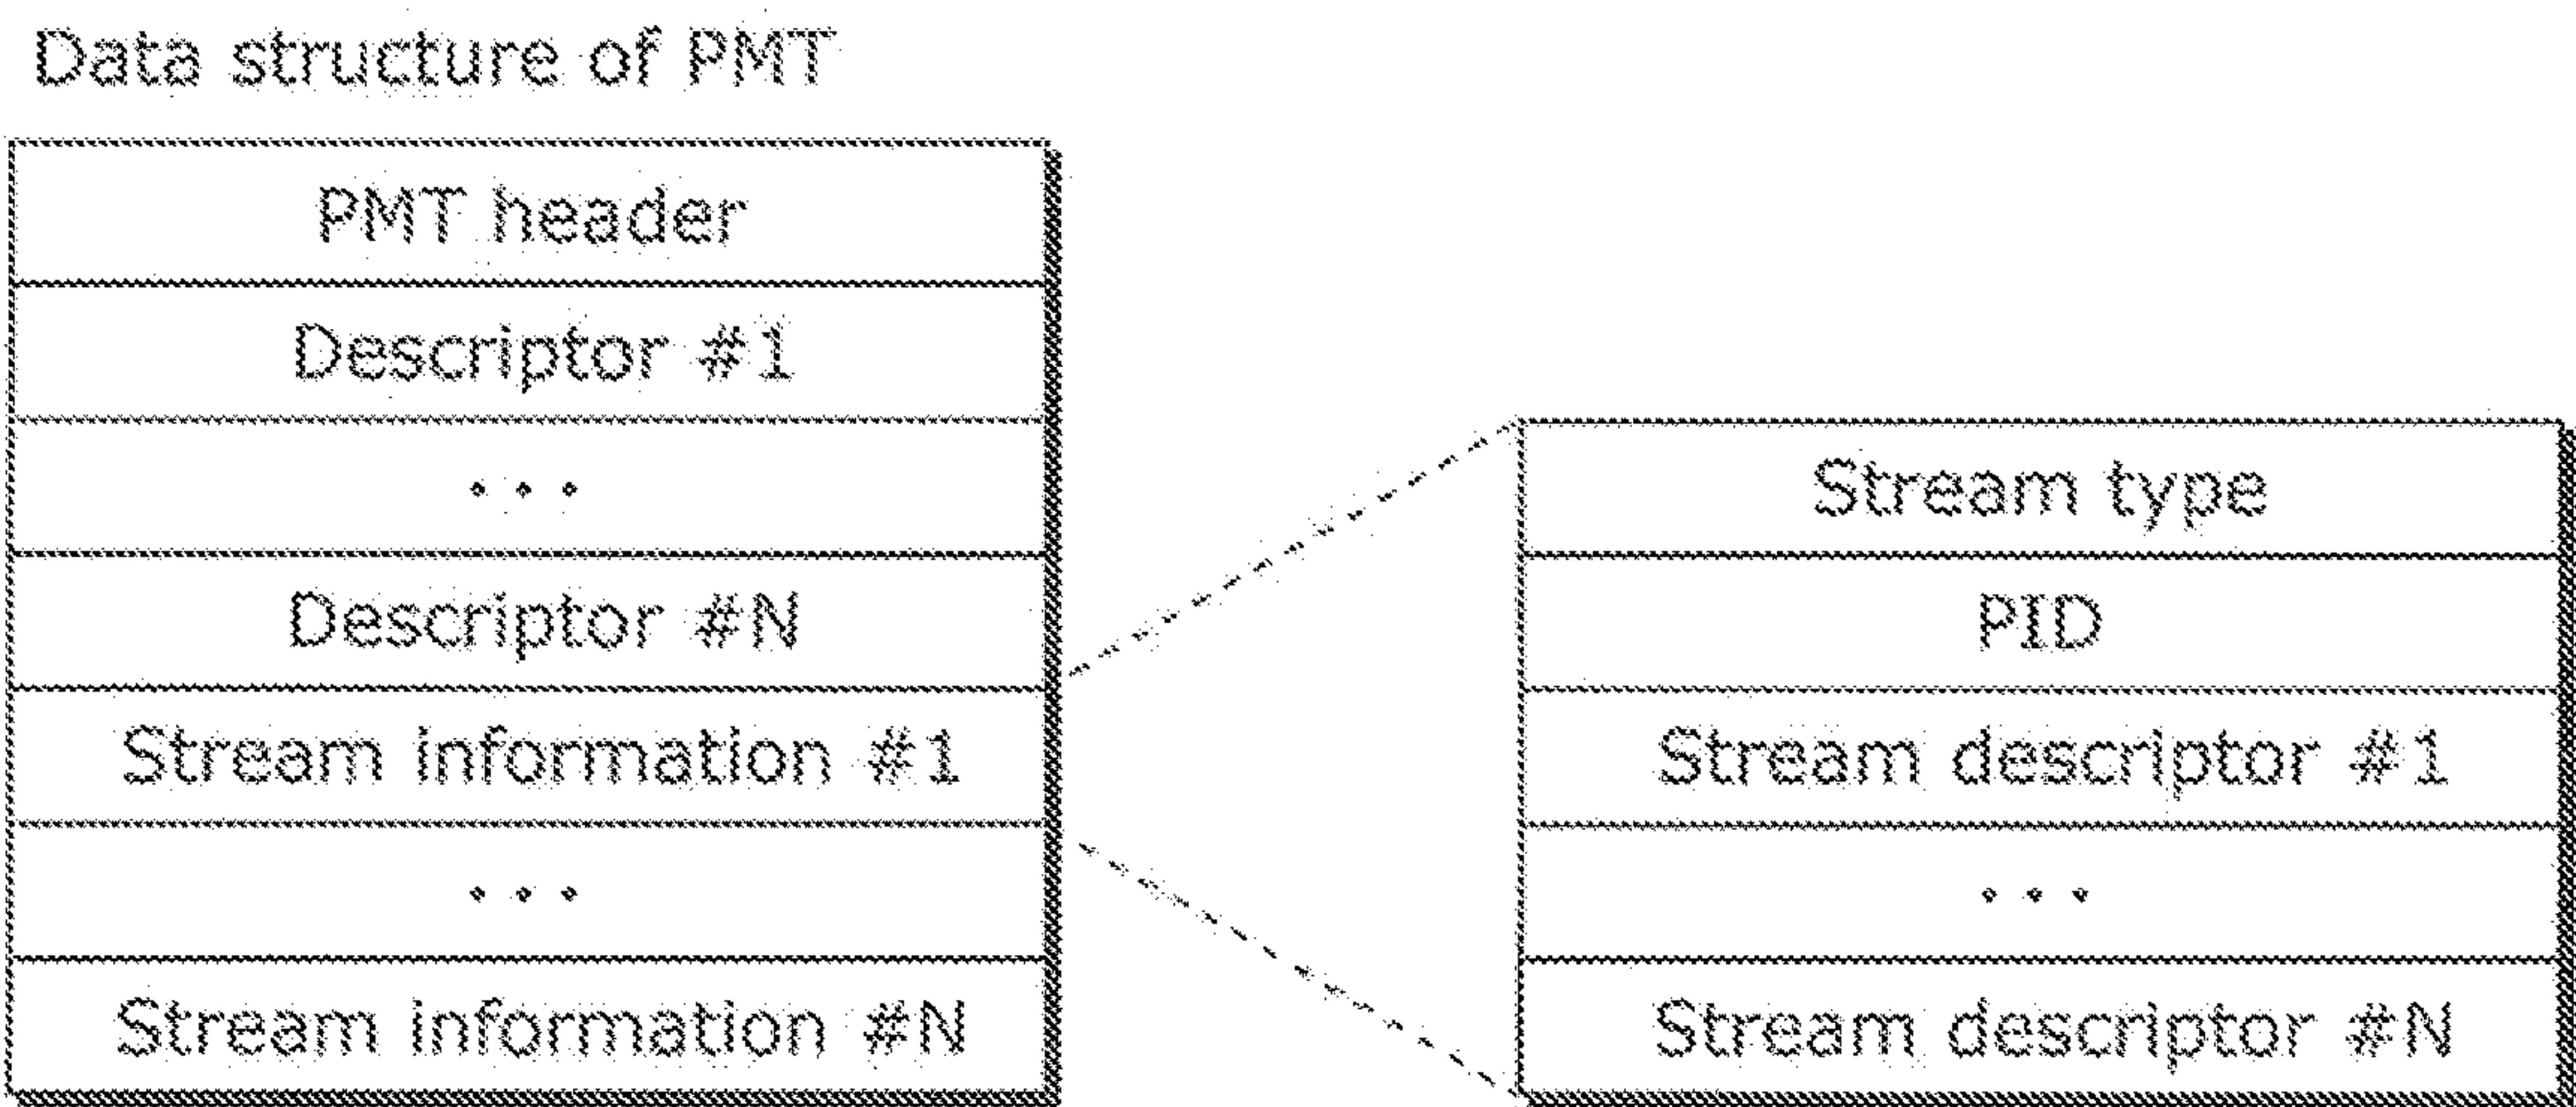 Data structure of PMT
PMT header
Descriptor #1
...
Descriptor #N
Stream information #1
...
Stream information #N
Stream type
PID
Stream descriptor #1
...
Stream descriptor #N